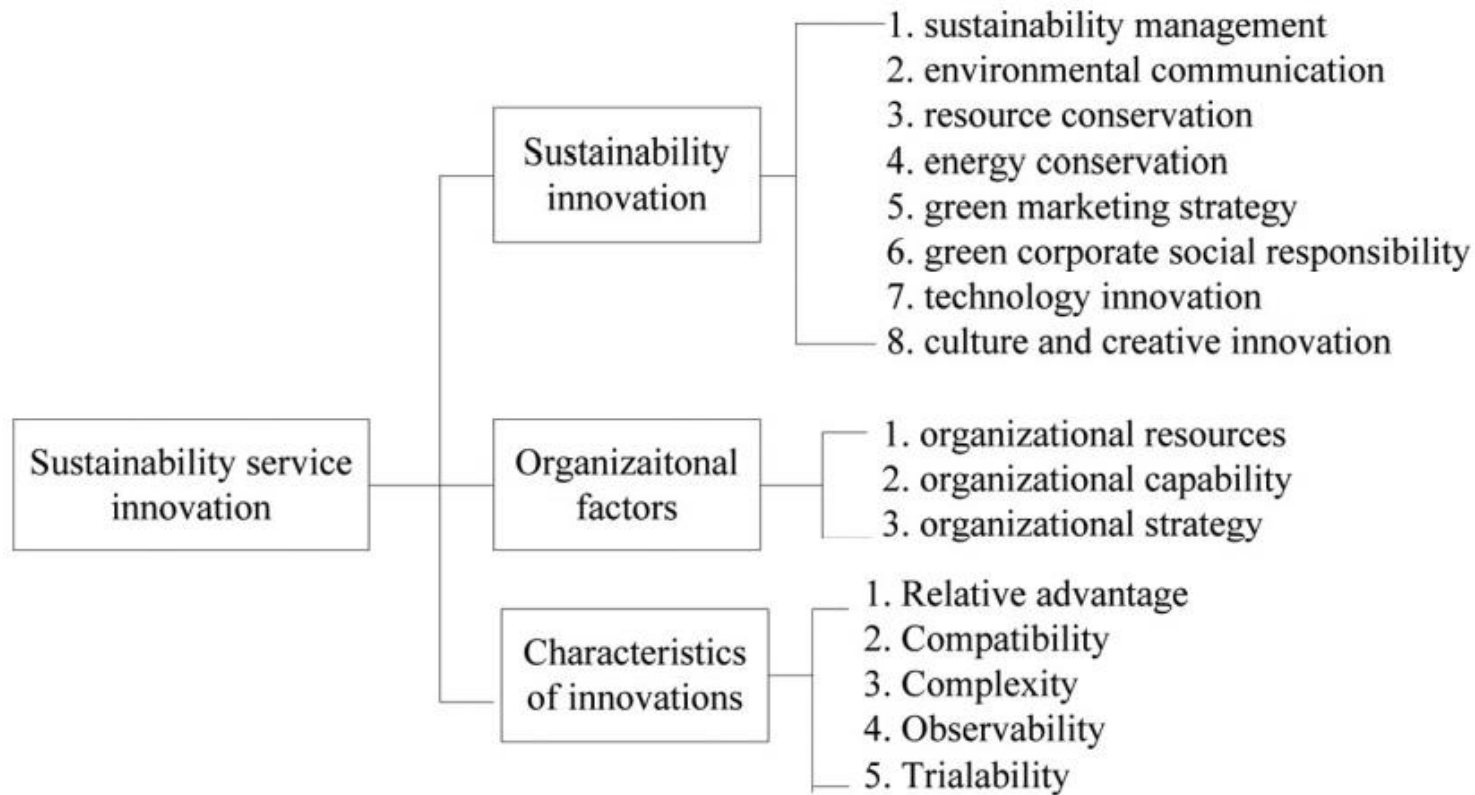 Sustainability service
innovation
Sustainability
innovation
1. sustainability management
2. environmental communication
3. resource conservation
4. energy conservation
5. green marketing strategy
6. green corporate social responsibility
7. technology innovation
8. culture and creative innovation
Organizaitonal
factors
1. organizational resources
2. organizational capability
3. organizational strategy
Characteristics
of innovations
1. Relative advantage
2. Compatibility
3. Complexity
4. Observability
5. Trialability